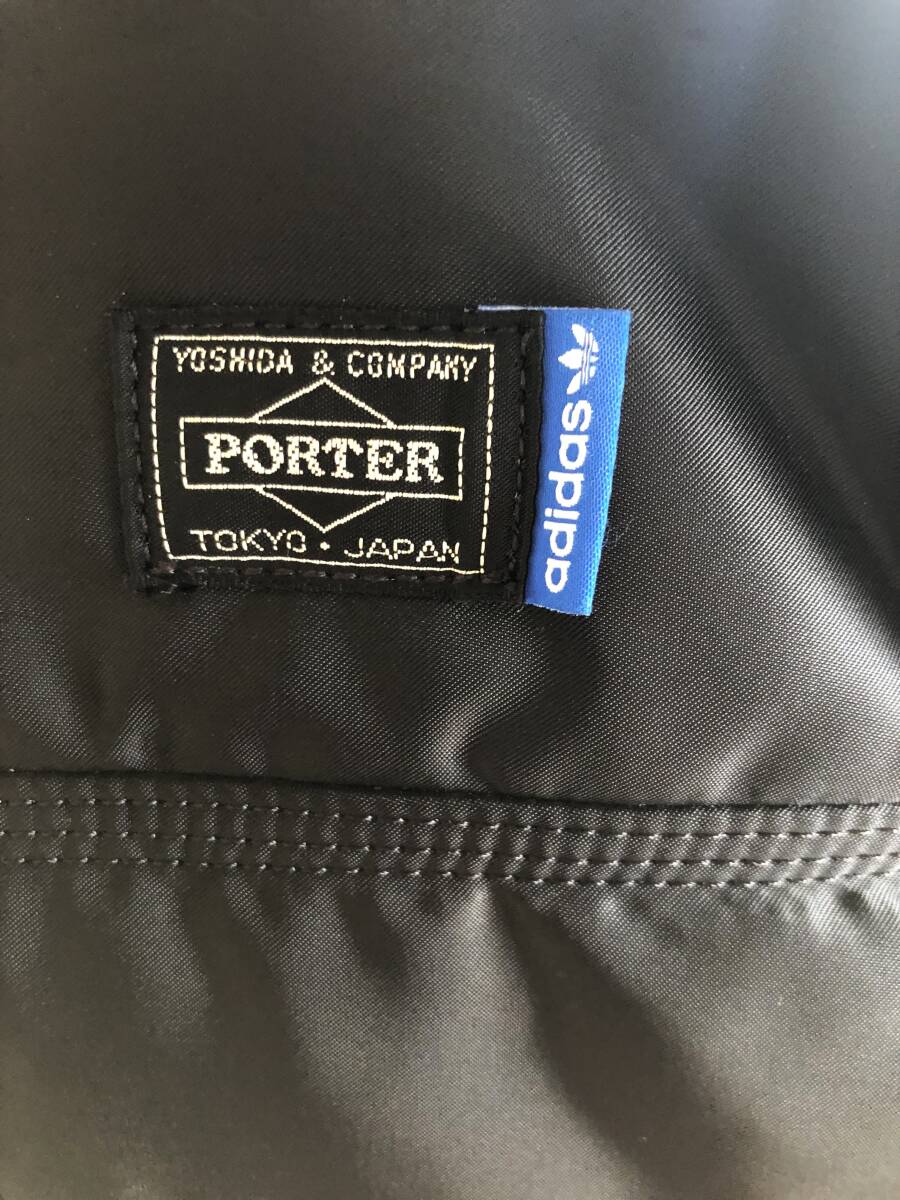 YOSHIDA & COMPANY
PORTER
TOKYO・JAPAN
adidas